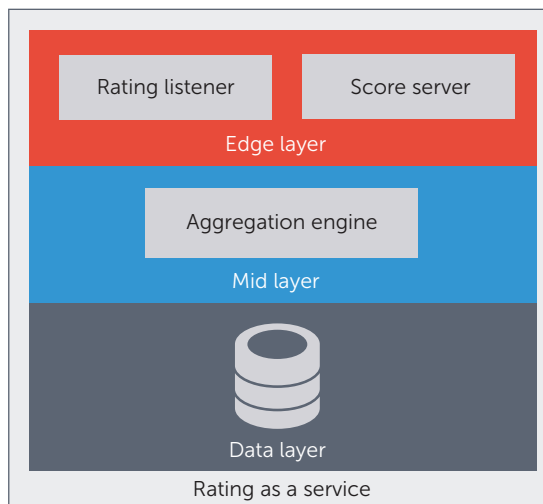 Rating listener
Score server
Edge layer
Aggregation engine
Mid layer
Data layer
Rating as a service